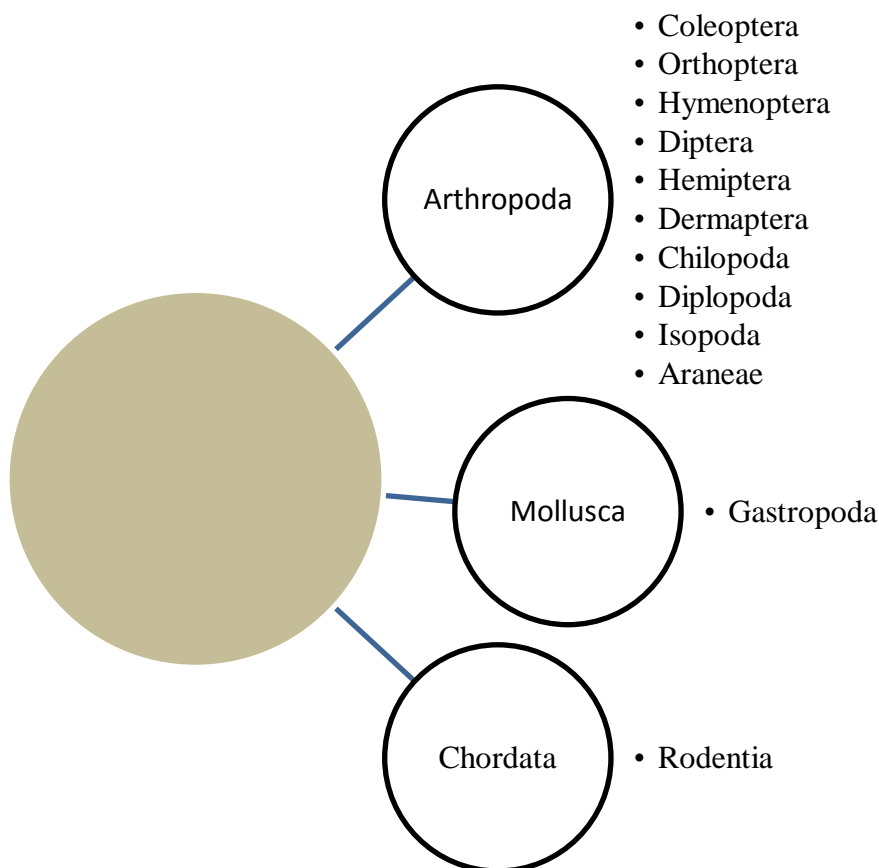 Arthropoda
• Coleoptera
• Orthoptera
• Hymenoptera
• Diptera
• Hemiptera
• Dermaptera
• Chilopoda
• Diplopoda
• Isopoda
• Araneae
Mollusca
• Gastropoda
Chordata
• Rodentia